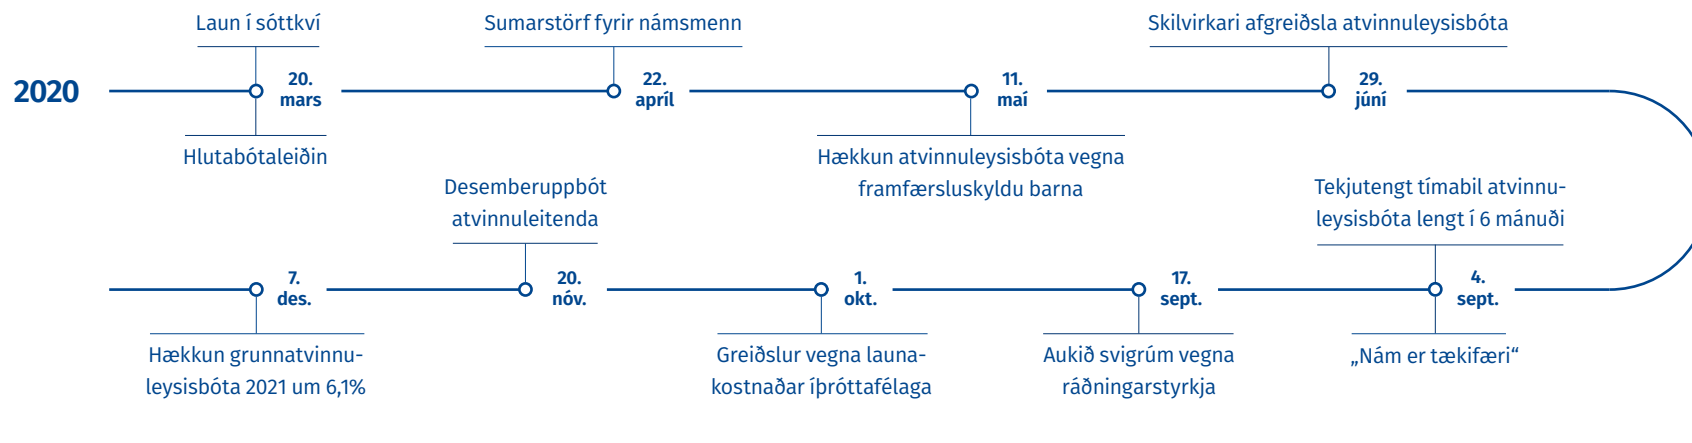 2020
Laun í sóttkví
20.
mars
Hlutabótaleiðin
Sumarstörf fyrir námsmenn
22.
apríl
11.
maí
Hækkun atvinnuleysisbóta vegna
framfærsluskyldu barna
Skilvirkari afgreiðsla atvinnuleysisbóta
29.
júní
Tekjutengt tímabil atvinnu-
leysisbóta lengt í 6 mánuði
4.
sept.
„Nám er tækifæri“
17.
sept.
Aukið svigrúm vegna
ráðningarstyrkja
1.
okt.
Greiðslur vegna launa-
kostnaðar íþróttafélaga
Desemberuppbót
atvinnuleitenda
20.
nóv.
7.
des.
Hækkun grunnatvinnu-
leysisbóta 2021 um 6,1%